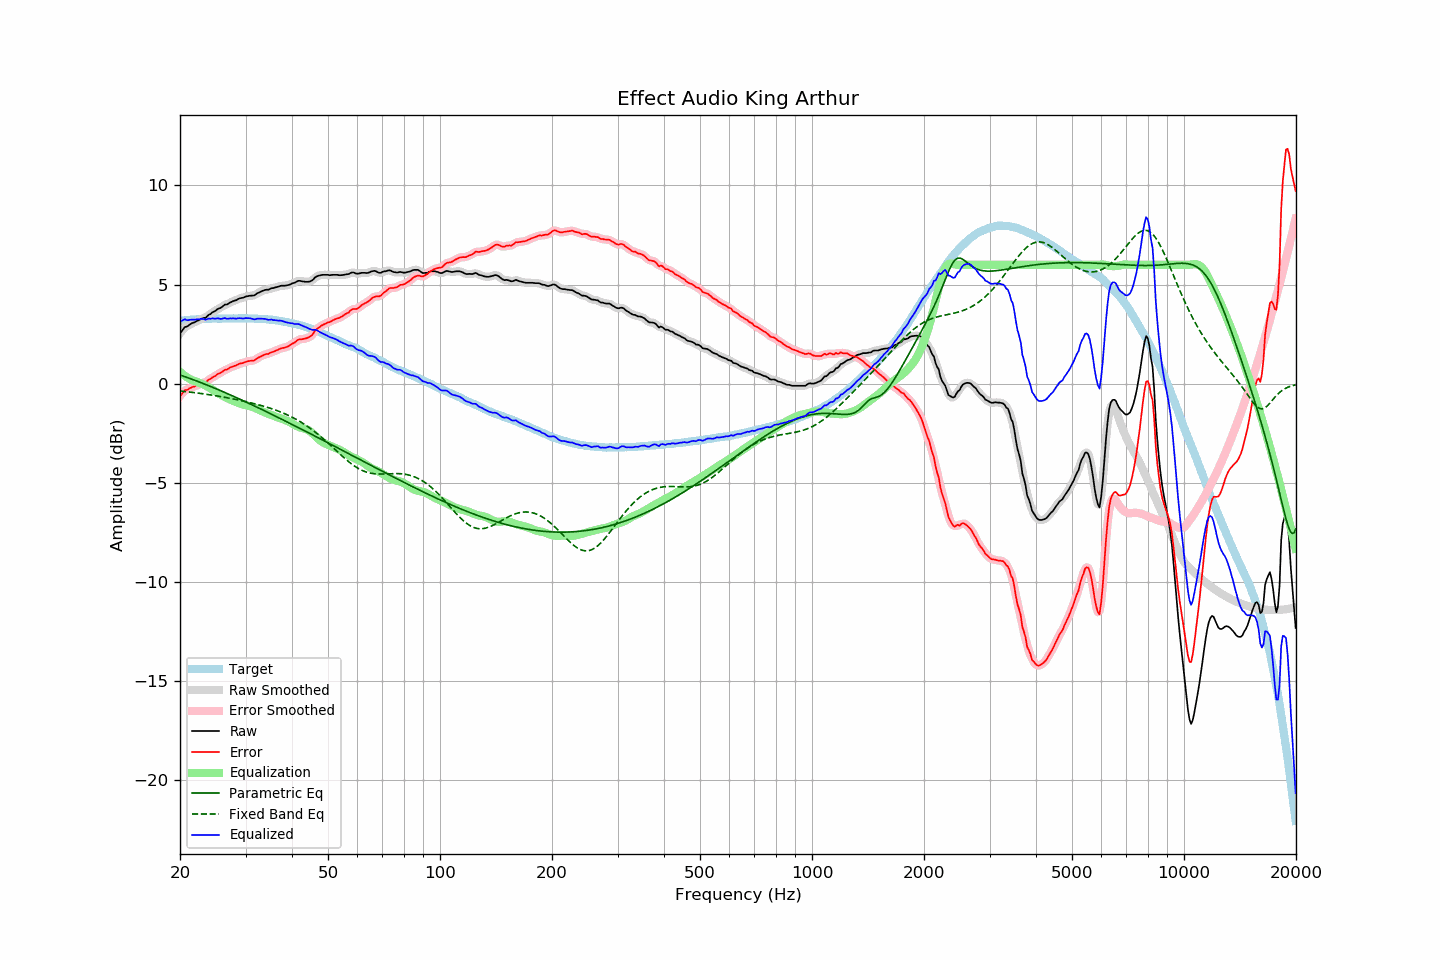 Effect Audio King Arthur
Amplitude (dBr)
10
5
0
−5
−10
−15
−20
Target
Raw Smoothed
Error Smoothed
Raw
Error
Equalization
Parametric Eq
Fixed Band Eq
Equalized
20 50 100 200 500 1000 2000 5000 10000 20000
Frequency (Hz)